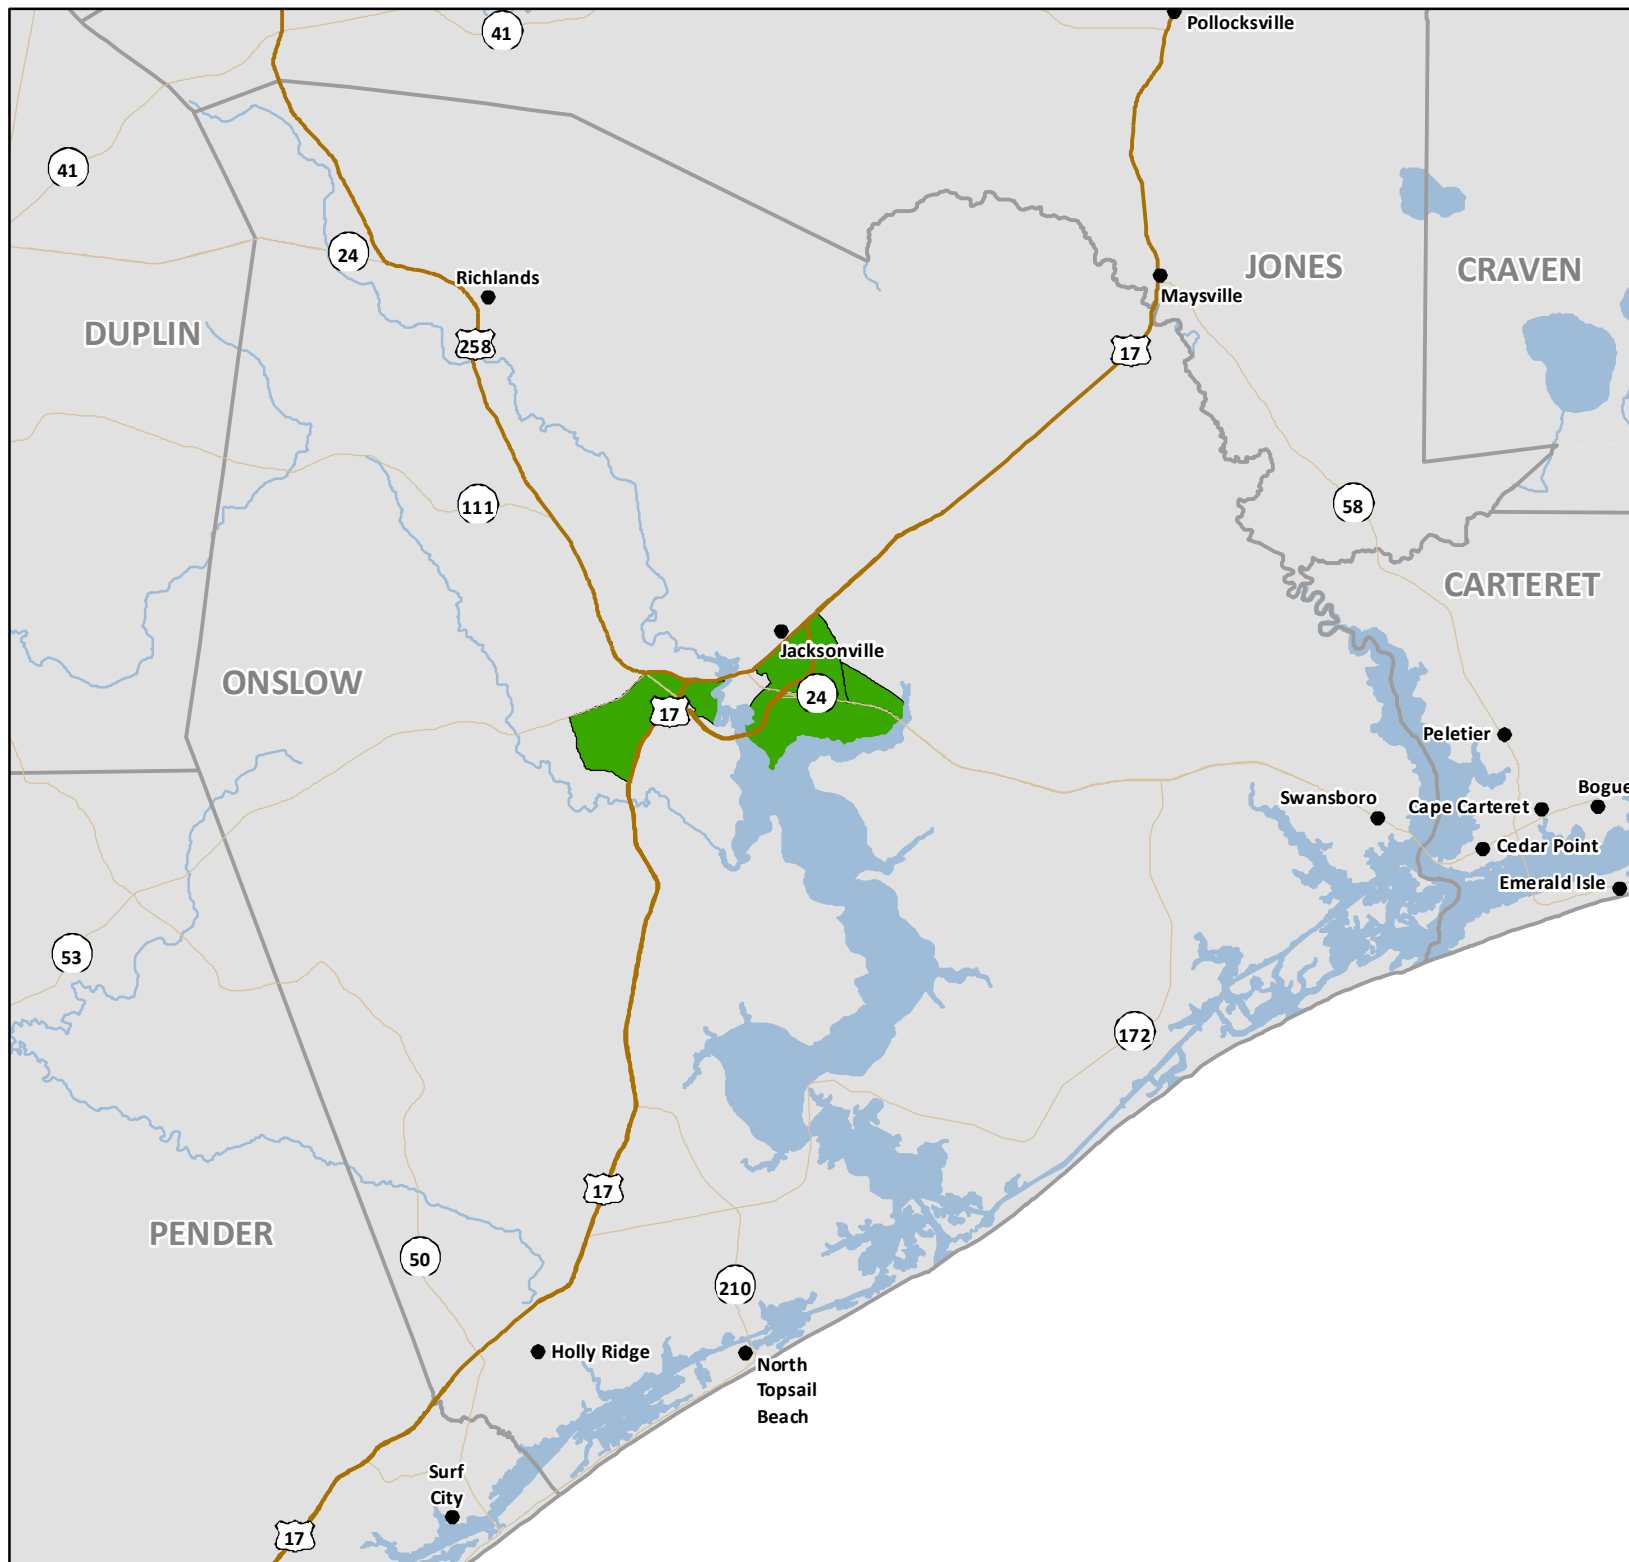 Pollocksville
41
41
24
Richlands
JONES
CRAVEN
Maysville
DUPLIN
258
17
111
58
CARTERET
Jacksonville
ONSLOW
24
17
Peletier
Bogue
Swansboro
Cape Carteret
Cedar Point
Emerald Isle
53
172
17
PENDER
50
210
Holly Ridge
North
Topsail
Beach
Surf
City
17